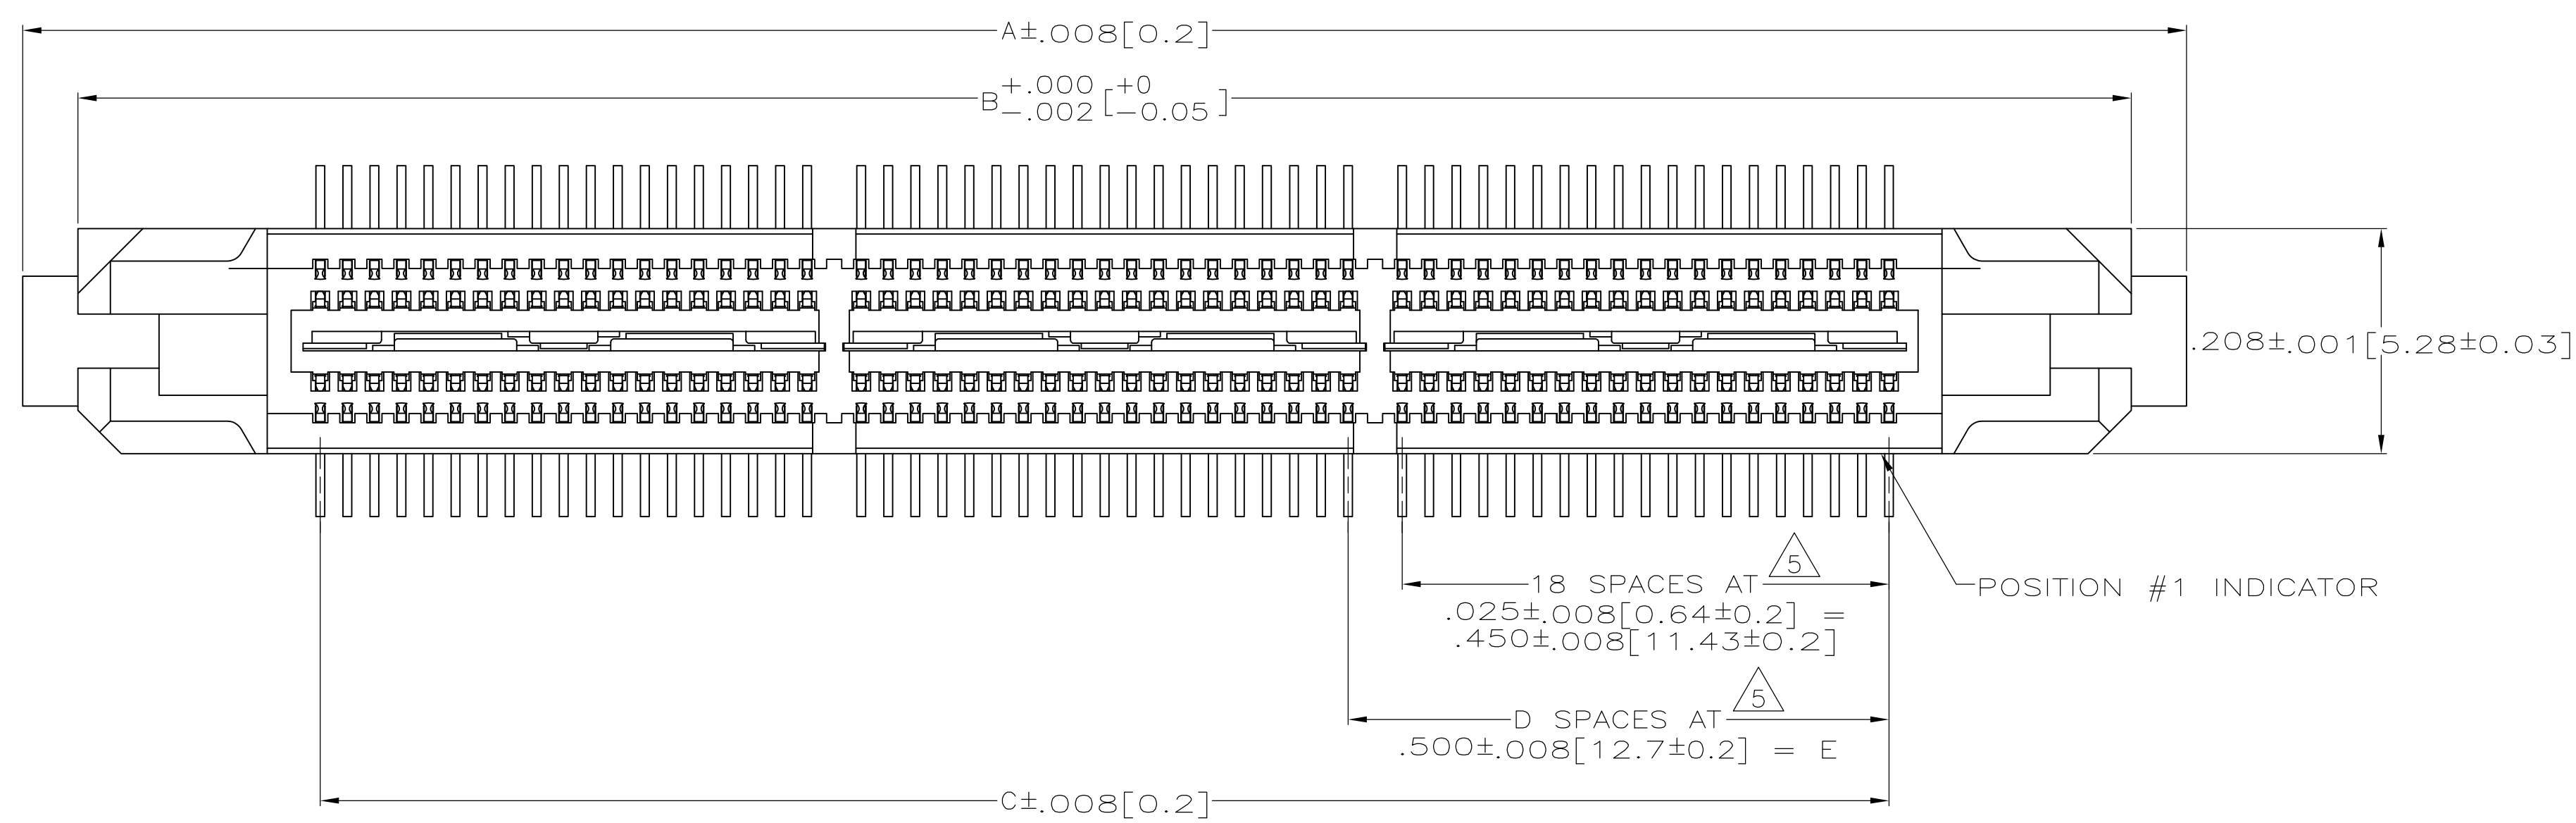 A±.008[0.2]
B +.000 -.002 [+0 -0.05]
.208±.001[5.28±0.03]
5
18 SPACES AT
.025±.008[0.64±0.2] =
.450±.008[11.43±0.2]
POSITION #1 INDICATOR
5
D SPACES AT
.500±.008[12.7±0.2] = E
C±.008[0.2]